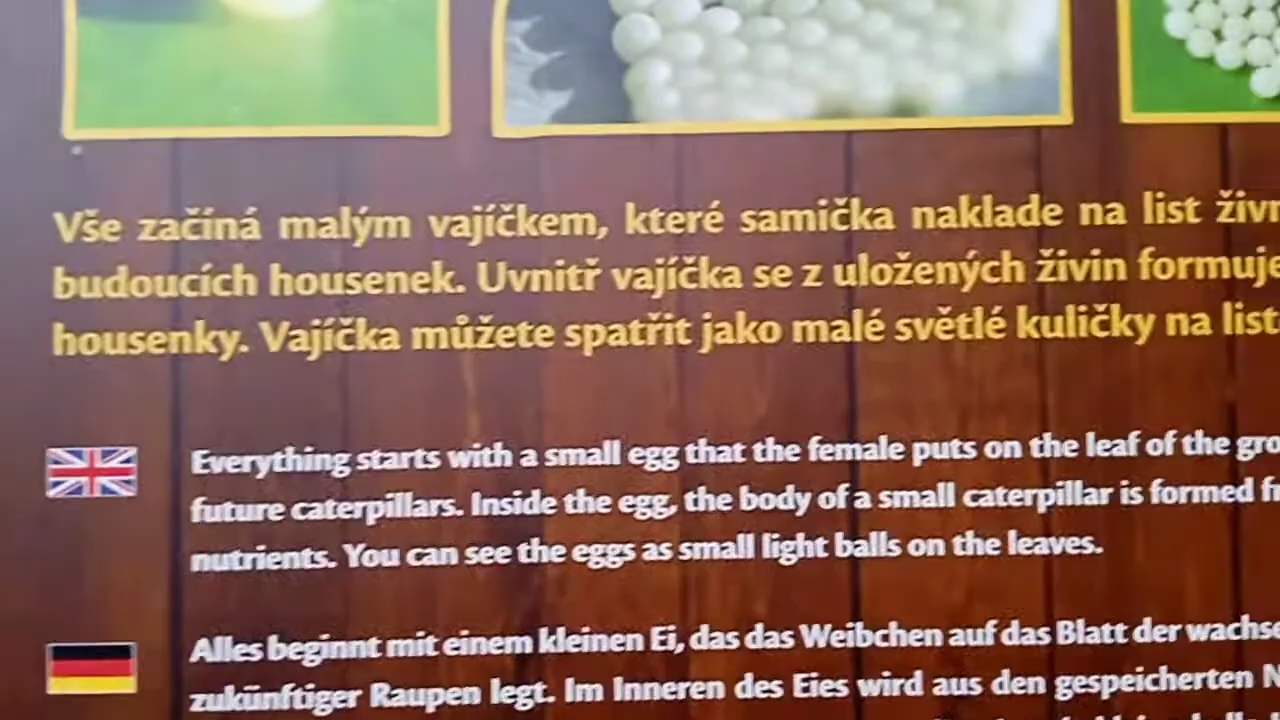 Vše začíná malým vajíčkem, které samička naklade na list
budoucích housenek. Uvnitř vajíčka se z uložených živin formuje
housenky. Vajíčka můžete spatřit jako malé světlé kuličky na list
Everything starts with a small egg that the female puts on the leaf of the
future caterpillars. Inside the egg, the body of a small caterpillar is formed
nutrients. You can see the eggs as small light balls on the leaves.
Alles beginnt mit einem kleinen Ei, das das Weibchen auf das Blatt der
zukünftiger Raupen legt. Im Inneren des Eies wird aus den gespeicherten